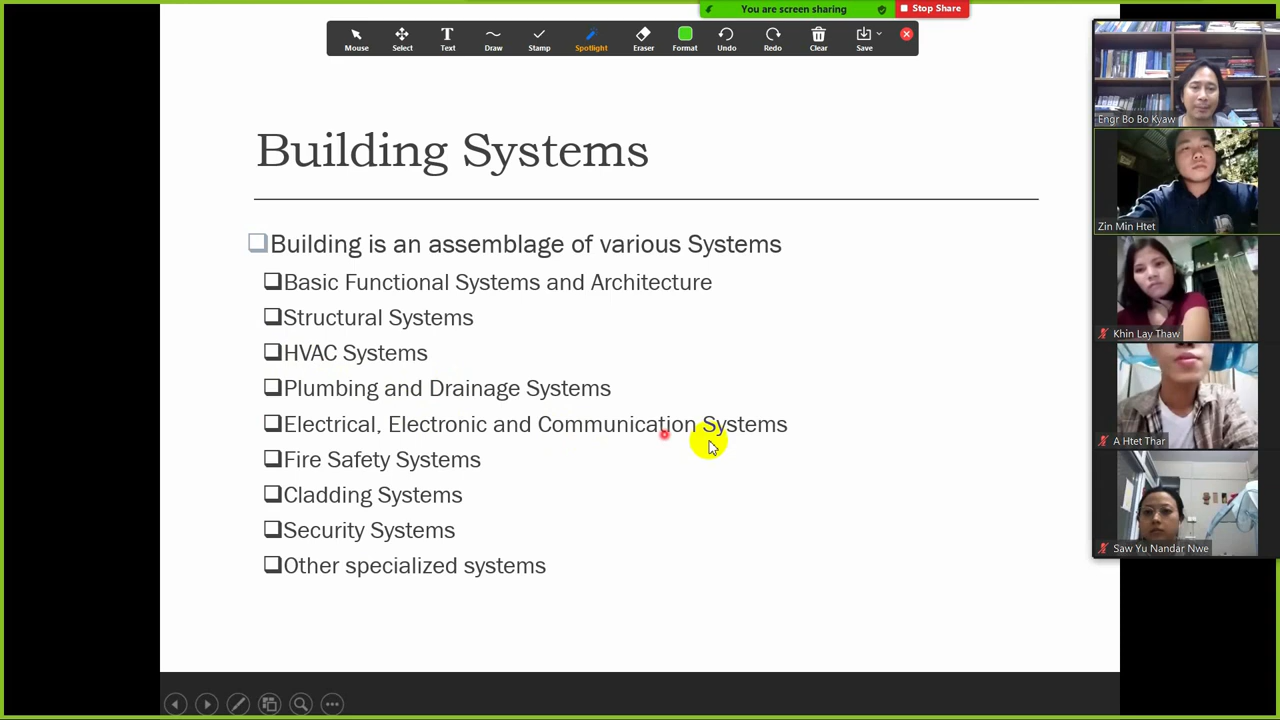 You are screen sharing
Stop Share
Mouse
Select
Text
Draw
Stamp
Spotlight
Eraser
Format
Undo
Redo
Clear
Save
Building Systems
Building is an assemblage of various Systems
Basic Functional Systems and Architecture
Structural Systems
HVAC Systems
Plumbing and Drainage Systems
Electrical, Electronic and Communication Systems
Fire Safety Systems
Cladding Systems
Security Systems
Other specialized systems
Engr Bo Bo Kyaw
Zin Min Htet
Khin Lay Thaw
A Htet Thar
Saw Yu Nandar Nwe